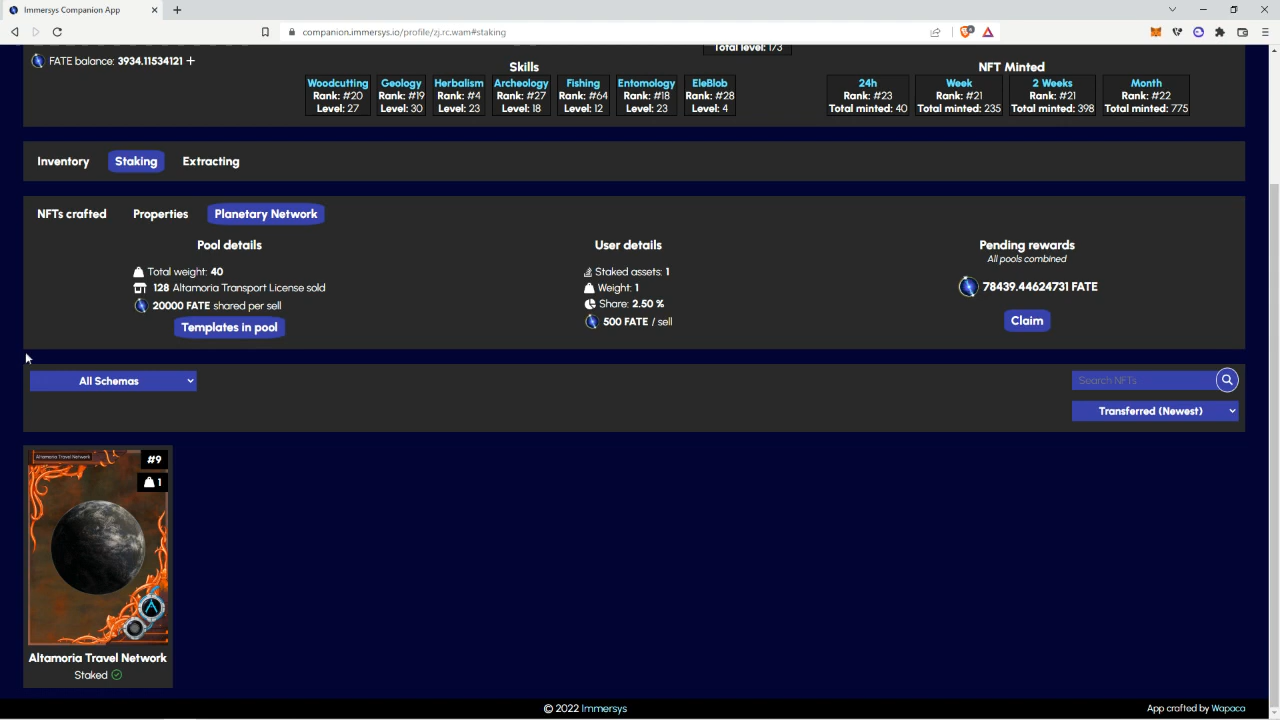 Immersys Companion App
companion.immersys.io/profile/zj.rc.wam#staking
FATE balance: 3934.11534121 +
Total level: 173
Skills
NFT Minted
Woodcutting Geology Herbalism Archeology Fishing Entomology EleBlob
Rank: #20 Rank: #19 Rank: #4 Rank: #27 Rank: #64 Rank: #18 Rank: #28
Level: 27 Level: 30 Level: 23 Level: 18 Level: 12 Level: 23 Level: 4
24h Week 2 Weeks Month
Rank: #23 Rank: #21 Rank: #21 Rank: #22
Total minted: 40 Total minted: 235 Total minted: 398 Total minted: 775
Inventory Staking Extracting
NFTs crafted Properties Planetary Network
Pool details
Total weight: 40
128 Altamoria Transport License sold
20000 FATE shared per sell
Templates in pool
User details
Staked assets: 1
Weight: 1
Share: 2.50 %
500 FATE / sell
Pending rewards
All pools combined
78439.44624731 FATE
Claim
All Schemas
Search NFTs
Transferred (Newest)
Altamoria Travel Network
#9
1
Altamoria Travel Network
Staked
© 2022 Immersys
App crafted by Wapaca